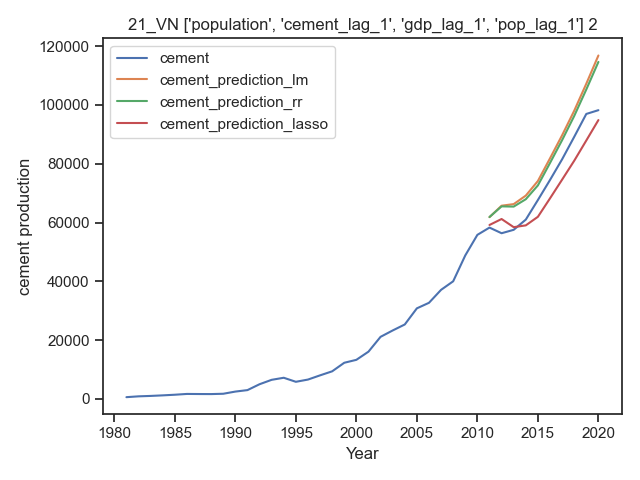 21_VN ['population', 'cement_lag_1', 'gdp_lag_1', 'pop_lag_1'] 2
cement
cement_prediction_lm
cement_prediction_rr
cement_prediction_lasso
cement production
120000
100000
80000
60000
40000
20000
0
1980 1985 1990 1995 2000 2005 2010 2015 2020
Year